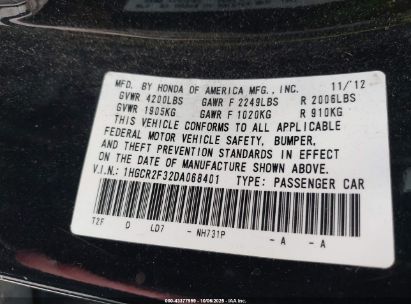 MFD. BY HONDA OF AMERICA MFG., INC. 11/'12
GVWR 4200LBS GAWR F 2249LBS R 2006LBS
GVWR 1905KG GAWR F 1020KG R 910KG
THIS VEHICLE CONFORMS TO ALL APPLICABLE
FEDERAL MOTOR VEHICLE SAFETY, BUMPER,
AND THEFT PREVENTION STANDARDS IN EFFECT
ON THE DATE OF MANUFACTURE SHOWN ABOVE.
V.I.N.: 1HGCR2F32DA068401 TYPE: PASSENGER CAR
T2F D LD7 - NH731P - A - A